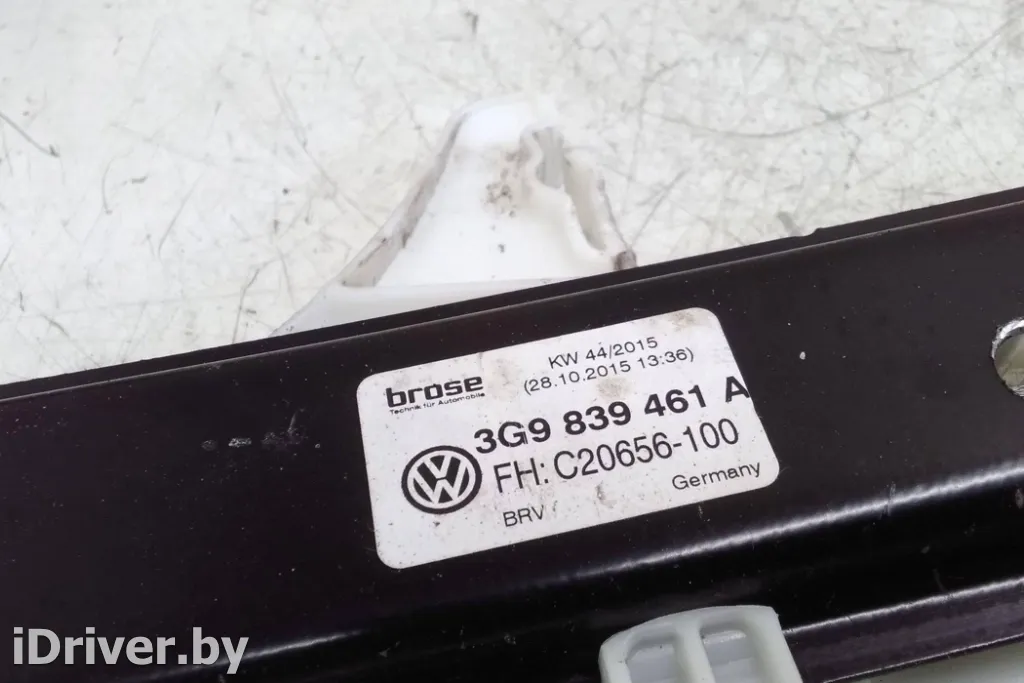 KW 44/2015
(28.10.2015 13:36)
brose
Technik für Automobile
3G9 839 461 A
FH: C20656-100
BRV
Germany
iDriver.by